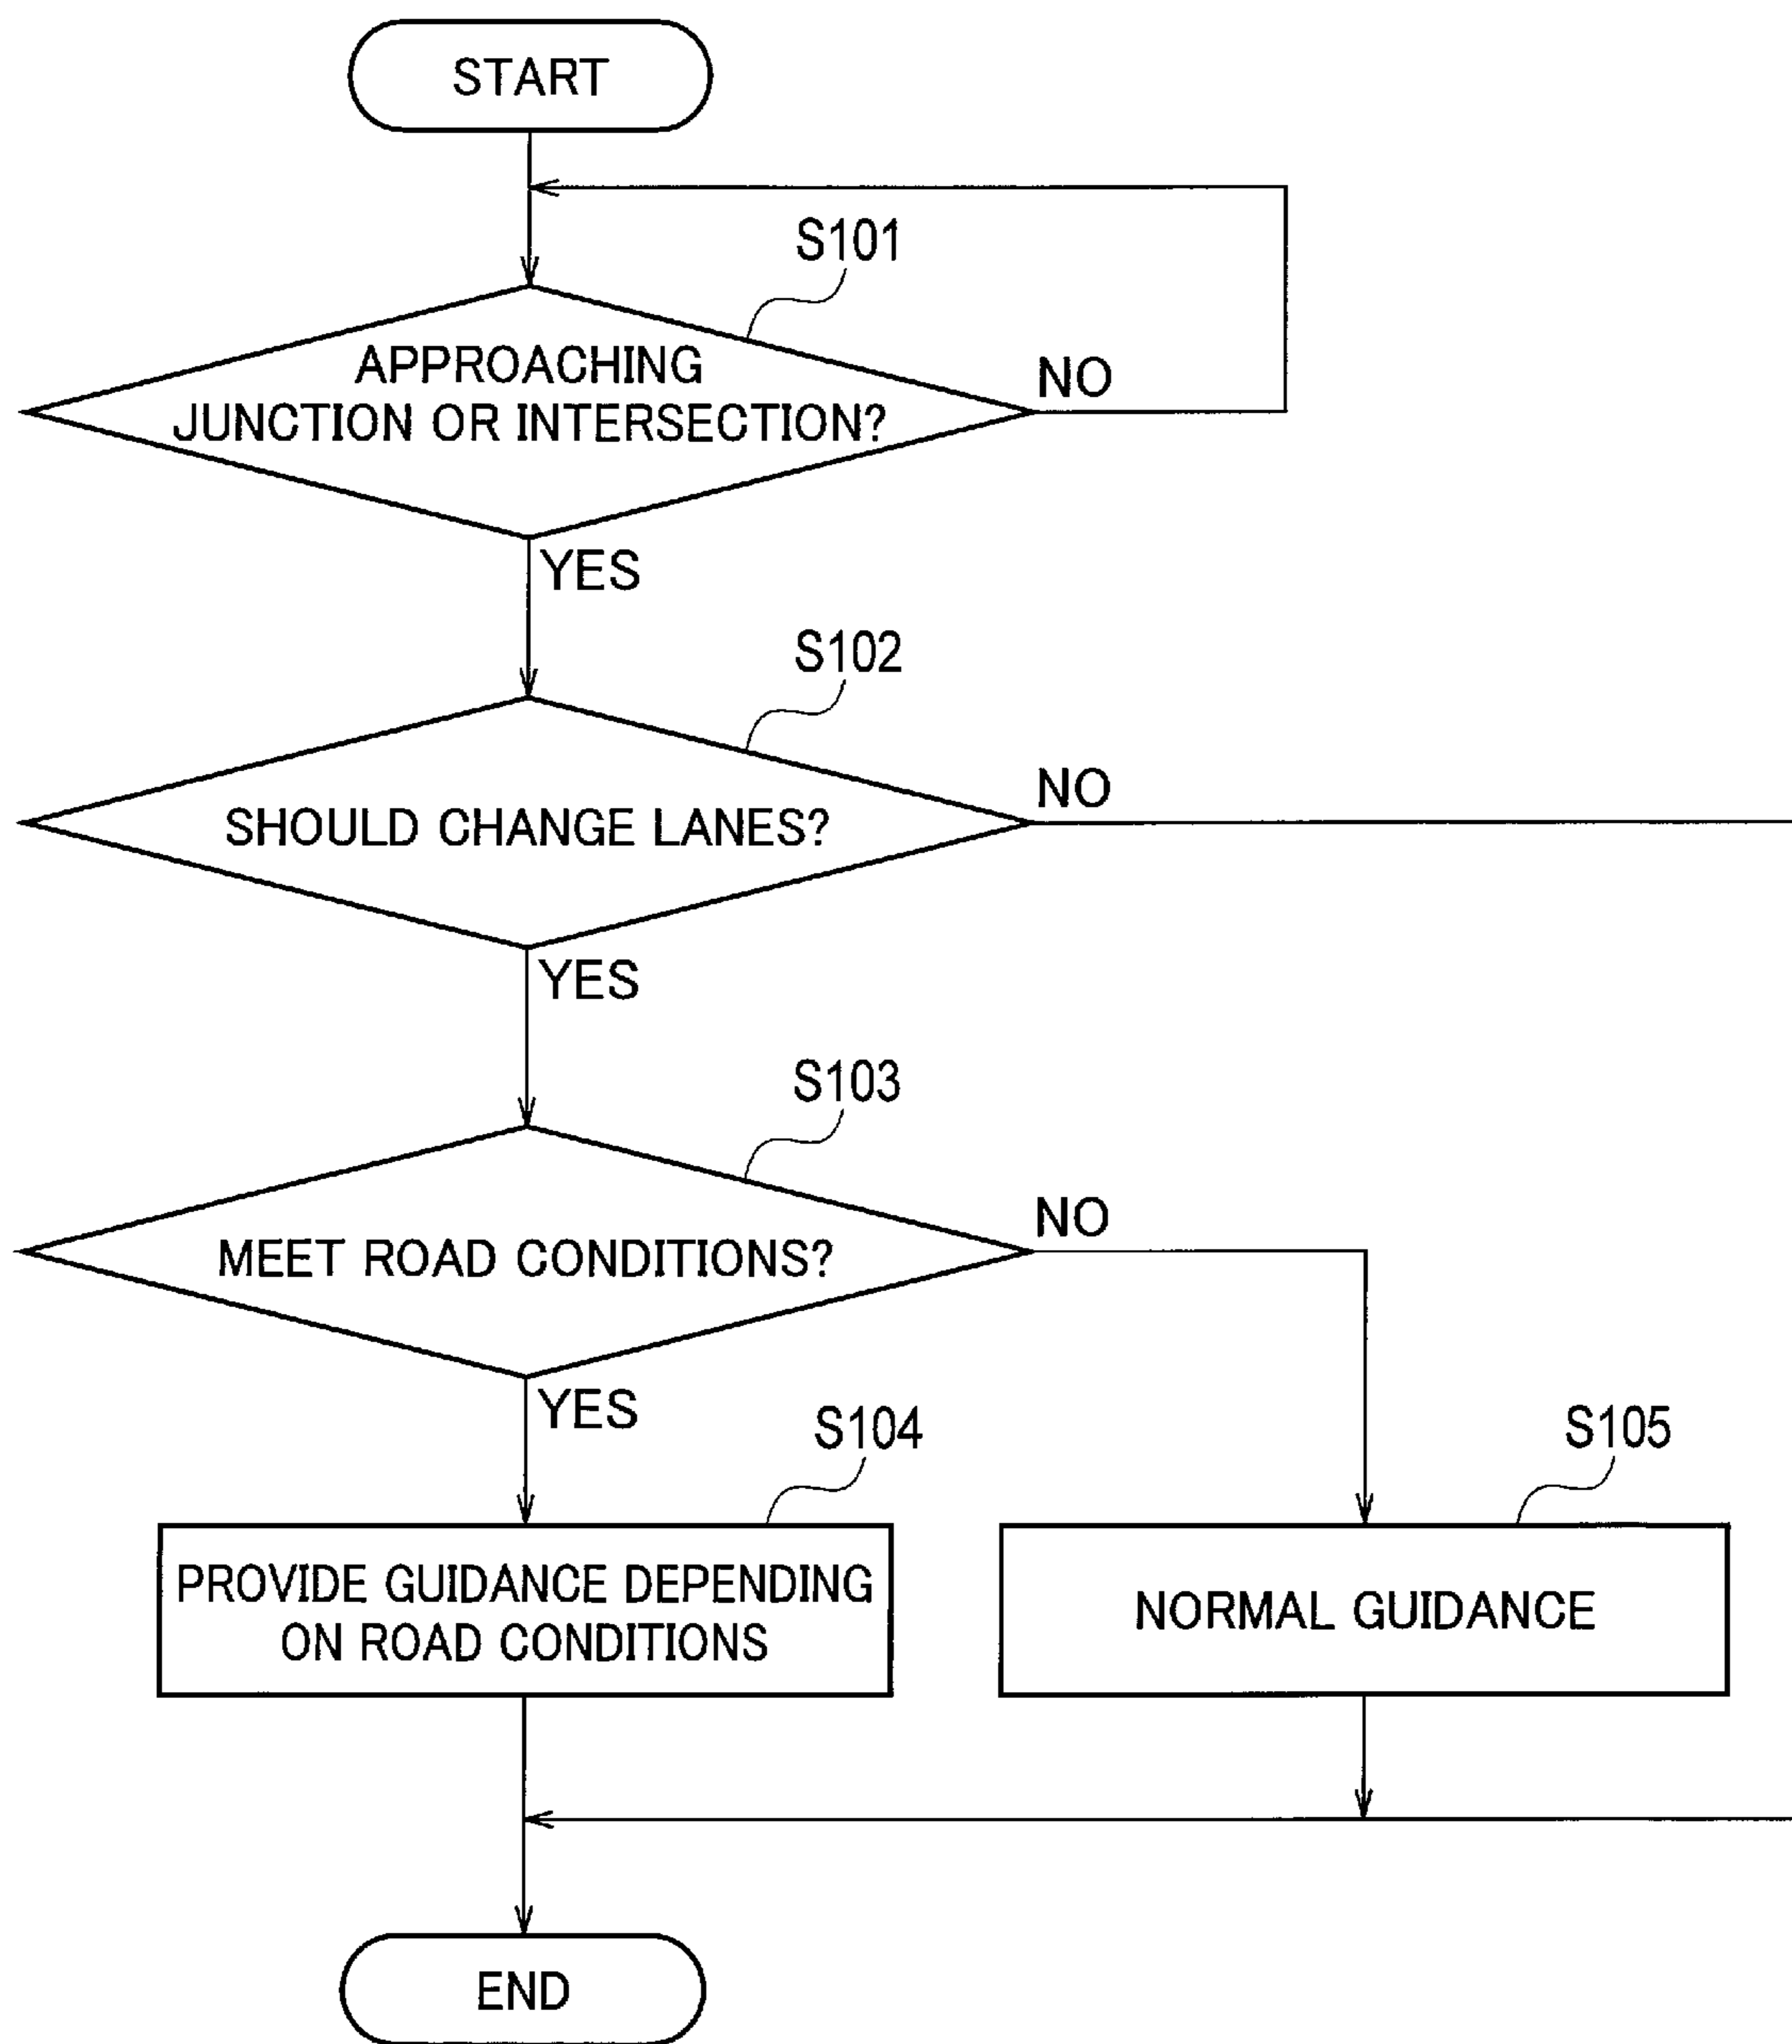 START
S101
APPROACHING
JUNCTION OR INTERSECTION?
NO
YES
S102
SHOULD CHANGE LANES?
NO
YES
S103
MEET ROAD CONDITIONS?
NO
YES
S104
PROVIDE GUIDANCE DEPENDING
ON ROAD CONDITIONS
S105
NORMAL GUIDANCE
END